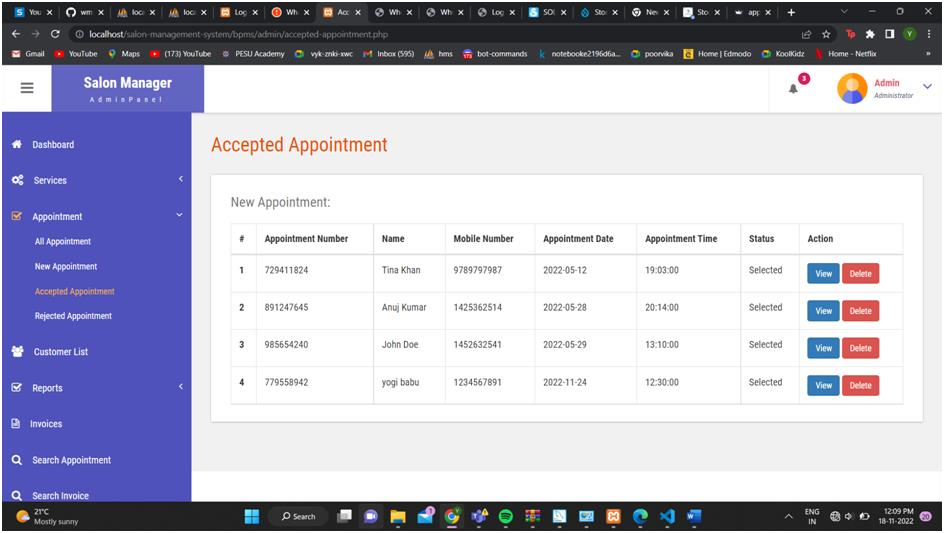 You
wm
loca
loca
Log
Wh
Acc
Wh
Wh
Log
SOL
Sto
Ne
Sto
app
localhost/salon-management-system/bpms/admin/accepted-appointment.php
Gmail YouTube Maps (173) YouTube PESU Academy vyk-znki-xwc M Inbox (595) hms bot-commands notebooke2196d6a... poorvika Home | Edmodo KoolKidz Home - Netflix »
Salon Manager
AdminPanel
3
Admin
Administrator
Dashboard
Services
Appointment
All Appointment
New Appointment
Accepted Appointment
Rejected Appointment
Customer List
Reports
Invoices
Search Appointment
Search Invoice
Accepted Appointment
New Appointment:
# Appointment Number Name Mobile Number Appointment Date Appointment Time Status Action
1 729411824 Tina Khan 9789797987 2022-05-12 19:03:00 Selected View Delete
2 891247645 Anuj Kumar 1425362514 2022-05-28 20:14:00 Selected View Delete
3 985654240 John Doe 1452632541 2022-05-29 13:10:00 Selected View Delete
4 779558942 yogi babu 1234567891 2022-11-24 12:30:00 Selected View Delete
21°C
Mostly sunny
Search
ENG
IN
12:09 PM
18-11-2022
20